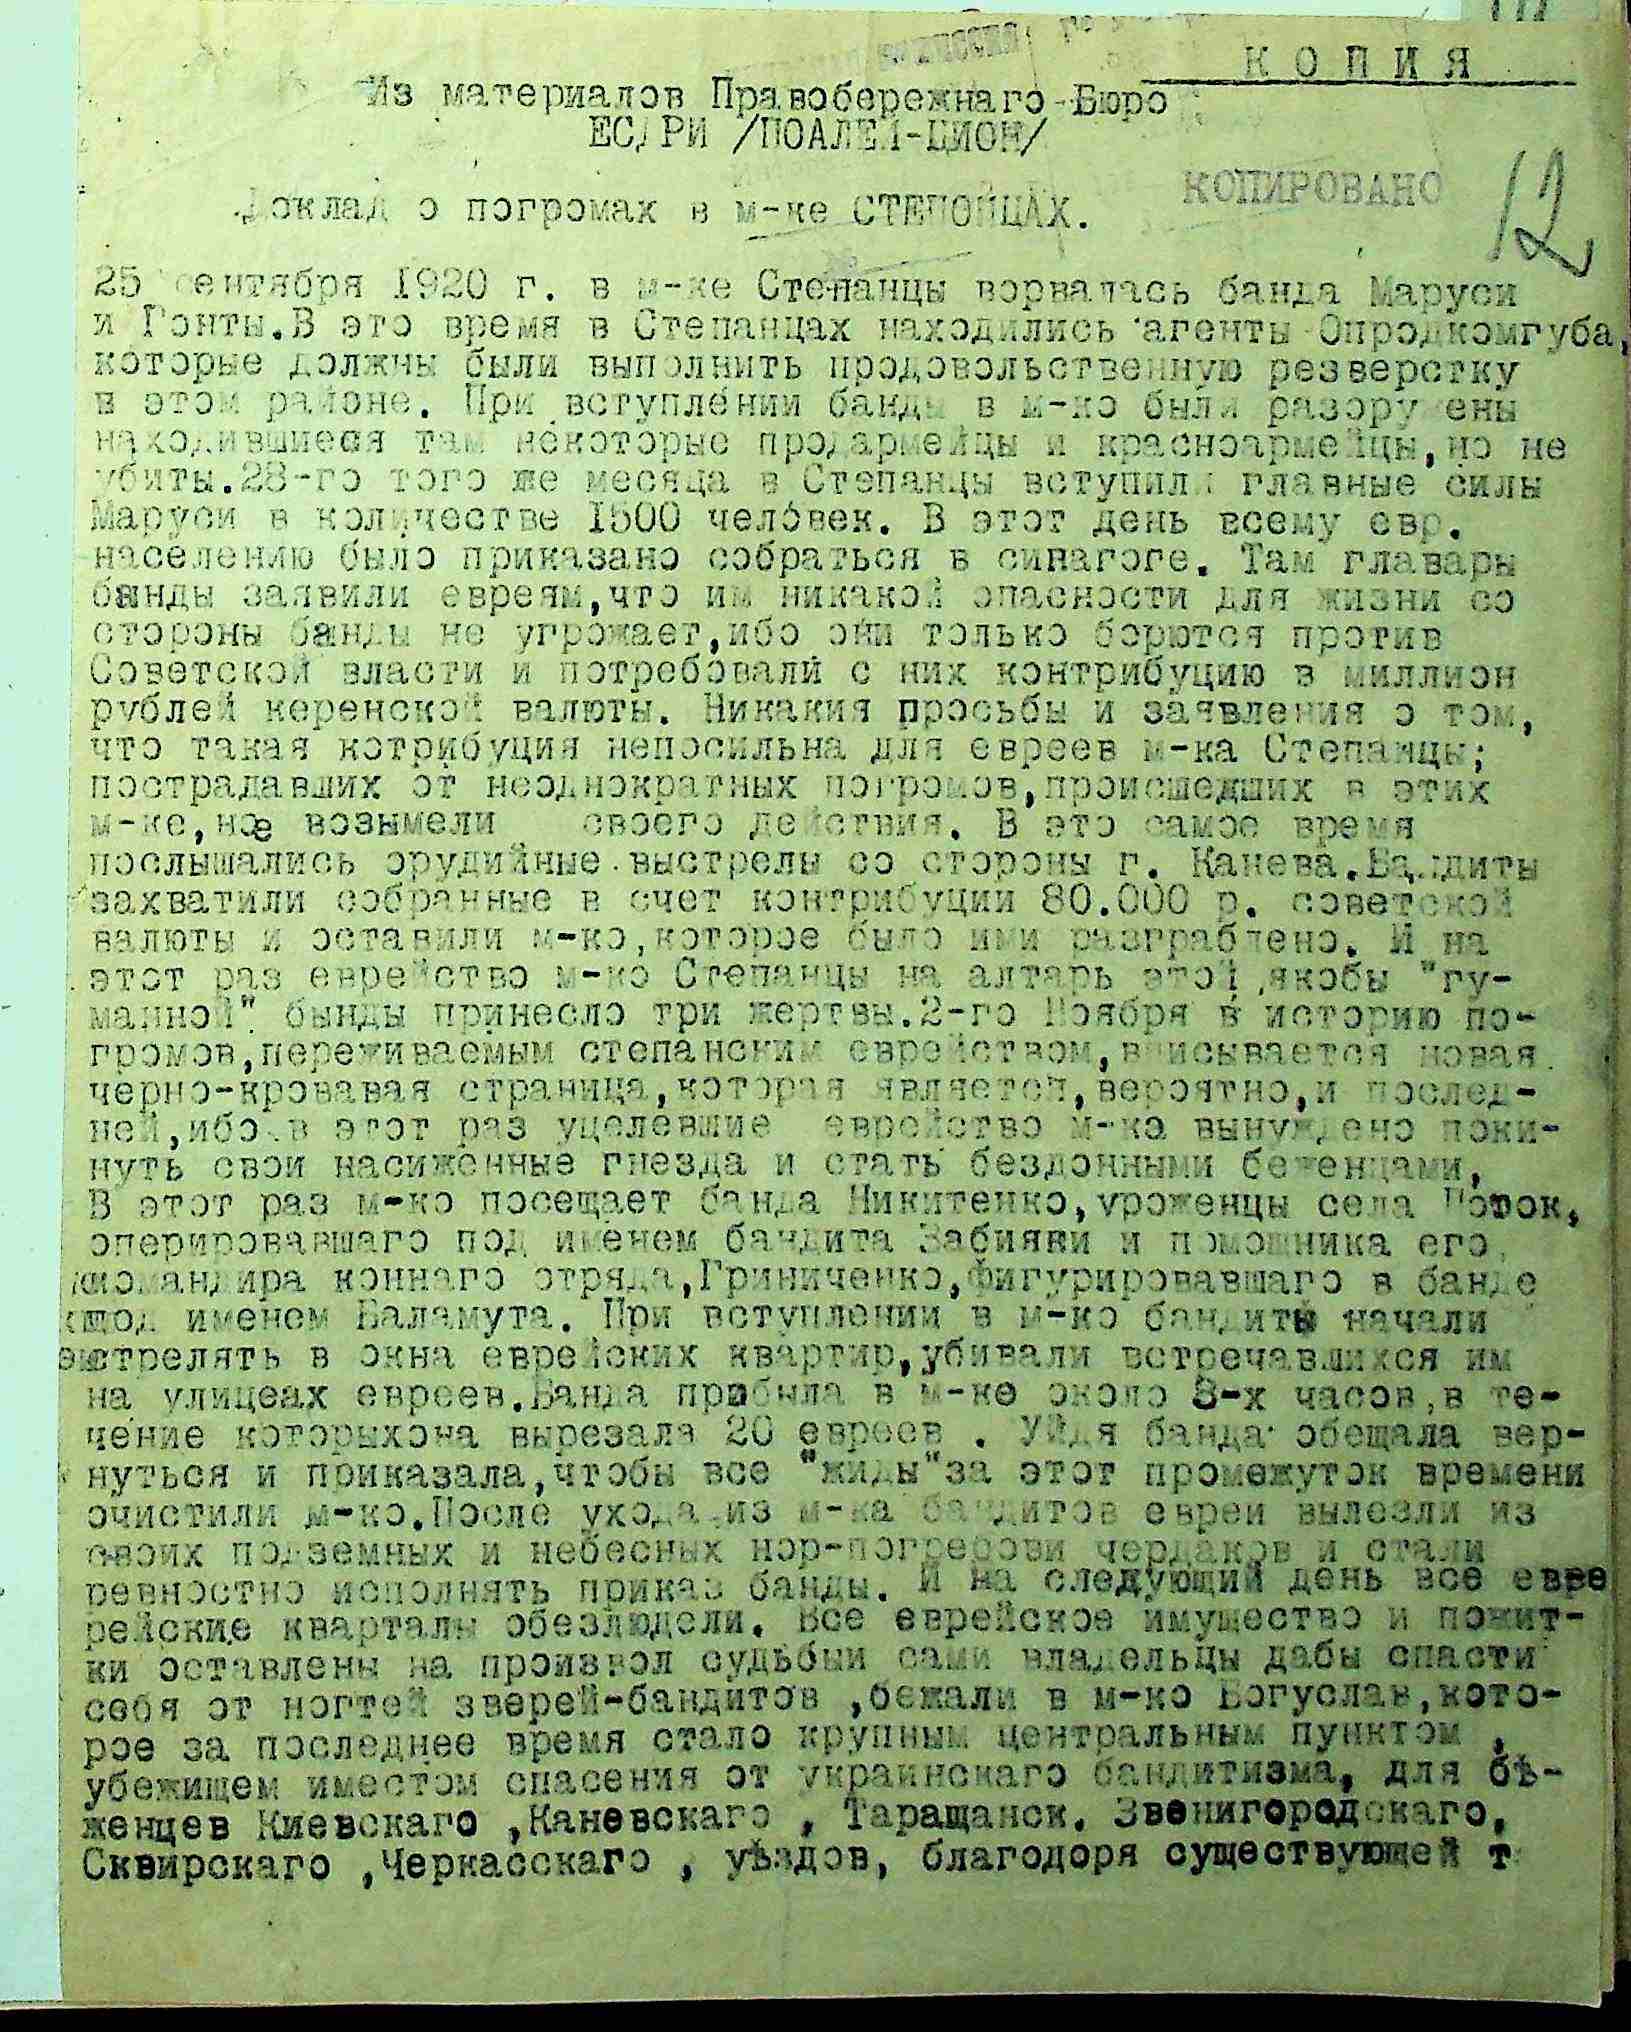 К О П И Я
Из материалов Правобережнаго Бюро
ЕС,РИ /ПОАЛЕЙ-ЦИОН/
КОПИРОВАНО
12
Доклад о погромах в м-ке СТЕПОНЦАХ.
25 сентября 1920 г. в м-ке Степанцы ворвалась банда Маруси
и Гонты.В это время в Степанцах находились агенты Опродкомгуба,
которые должны были выполнить продовольственную резверстку
в этом районе. При вступлении банды в м-ко были разоружены
находившиеся там некоторые продармейцы и красноармейцы,но не
убиты.28-го того же месяца в Степанцы вступили главные силы
Маруси в количестве 1500 человек. В этот день всему евр.
населению было приказано собраться в синагоге. Там главары
банды заявили евреям,что им никакой опасности для жизни со
стороны банды не угрожает,ибо они только борются против
Советской власти и потребовали с них контрибуцию в миллион
рублей керенской валюты. Никакия просьбы и заявления о том,
что такая котрибуция непосильна для евреев м-ка Степанцы;
пострадавших от неоднократных погромов,происшедших в этих
м-ке,ное возымели своего действия. В это самое время
послышались орудийные выстрелы со стороны г. Канева.Бандиты
захватили собранные в счет контрибуции 80.000 р. советской
валюты и оставили м-ко,которое было ими разграблено. И на
этот раз еврейство м-ко Степанцы на алтарь этой,якобы "гу-
манной" бынды принесло три жертвы.2-го Ноября в историю по-
громов,переживаемым степанским еврейством,вписывается новая
черно-кровавая страница,которая является,вероятно,и послед-
ней,ибо в этот раз уцелевшие еврейство м-ка вынуждено поки-
нуть свои насиженные гнезда и стать бездонными беженцами,
В этот раз м-ко посещает банда Никитенко,уроженцы села Поток,
оперировавшаго под именем бандита Забияви и помощника его
командира коннаго отряда,Гриниченко,фигурировавшаго в банде
под именем Баламута. При вступлении в м-ко бандиты начали
стрелять в окна еврейских квартир,убивали встречавшихся им
на улицеах евреев.Банда прибыла в м-ке около 3-х часов,в те-
чение которыхона вырезала 20 евреев . Уйдя банда обещала вер-
нуться и приказала,чтобы все "жиды"за этот промежуток времени
очистили м-ко.После ухода из м-ка бандитов евреи вылезли из
своих подземных и небесных нор-погребови чердаков и стали
ревностно исполнять приказ банды. И на следующий день все евре
рейские кварталы обезлюдели. Все еврейское имущество и пожит-
ки оставлены на произвол судьбыи сами владельцы дабы спасти
себя от ногтей зверей-бандитов ,бежали в м-ко Богуслав,кото-
рое за последнее время стало крупным центральным пунктом ,
убежищем иместом спасения от украинскаго бандитизма, для бѣ-
женцев Киевскаго ,Каневскаго , Таращанск. Звенигородскаго,
Сквирскаго ,Черкасскаго , уѣздов, благодоря существующей т